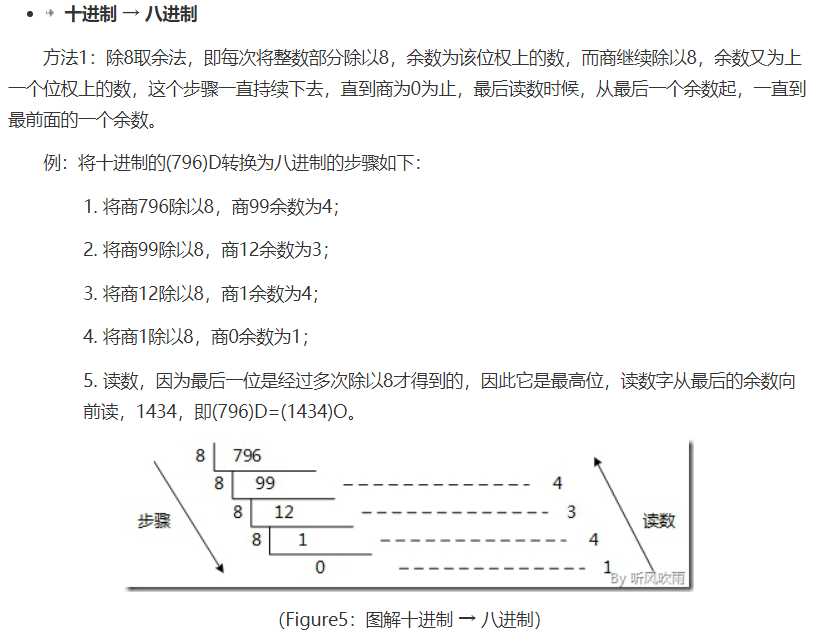 十进制 → 八进制
方法1：除8取余法，即每次将整数部分除以8，余数为该位权上的数，而商继续除以8，余数又为上
一个位权上的数，这个步骤一直持续下去，直到商为0为止，最后读数时候，从最后一个余数起，一直到
最前面的一个余数。
例：将十进制的(796)D转换为八进制的步骤如下：
1. 将商796除以8，商99余数为4；
2. 将商99除以8，商12余数为3；
3. 将商12除以8，商1余数为4；
4. 将商1除以8，商0余数为1；
5. 读数，因为最后一位是经过多次除以8才得到的，因此它是最高位，读数字从最后的余数向
前读，1434，即(796)D=(1434)O。
8 796
8 99 4
8 12 3
步骤 读数
8 1 4
0 1
By 听风吹雨
（Figure5：图解十进制 → 八进制）